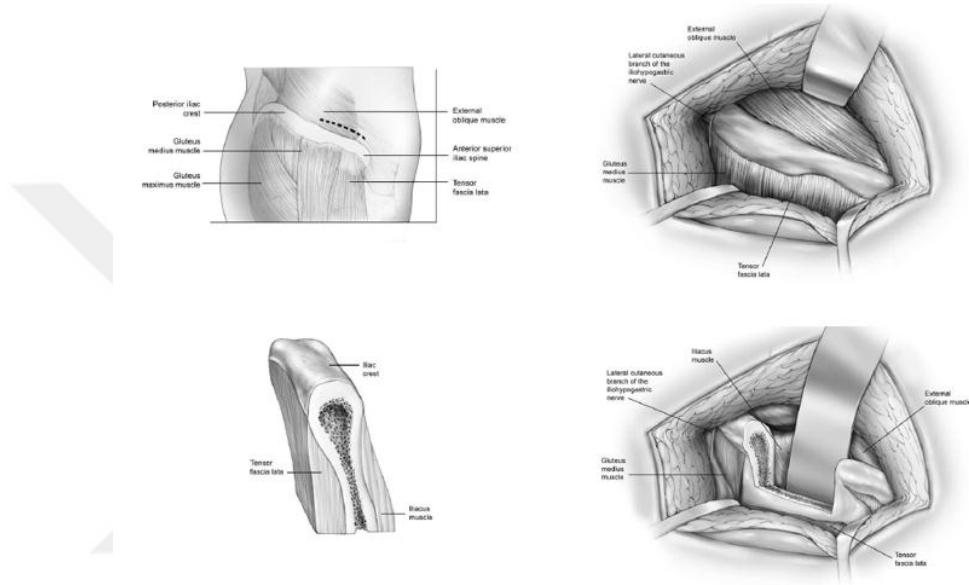 Posterior iliac
crest
Gluteus
medius muscle
Gluteus
maximus muscle
External
oblique muscle
Anterior superior
iliac spine
Tensor
fascia lata
External
oblique muscle
Lateral cutaneous
branch of the
iliohypogastric
nerve
Gluteus
medius
muscle
Tensor
fascia lata
Iliac
crest
Tensor
fascia lata
Iliacus
muscle
Iliacus
muscle
Lateral cutaneous
branch of the
iliohypogastric
nerve
External
oblique muscle
Gluteus
medius
muscle
Tensor
fascia lata